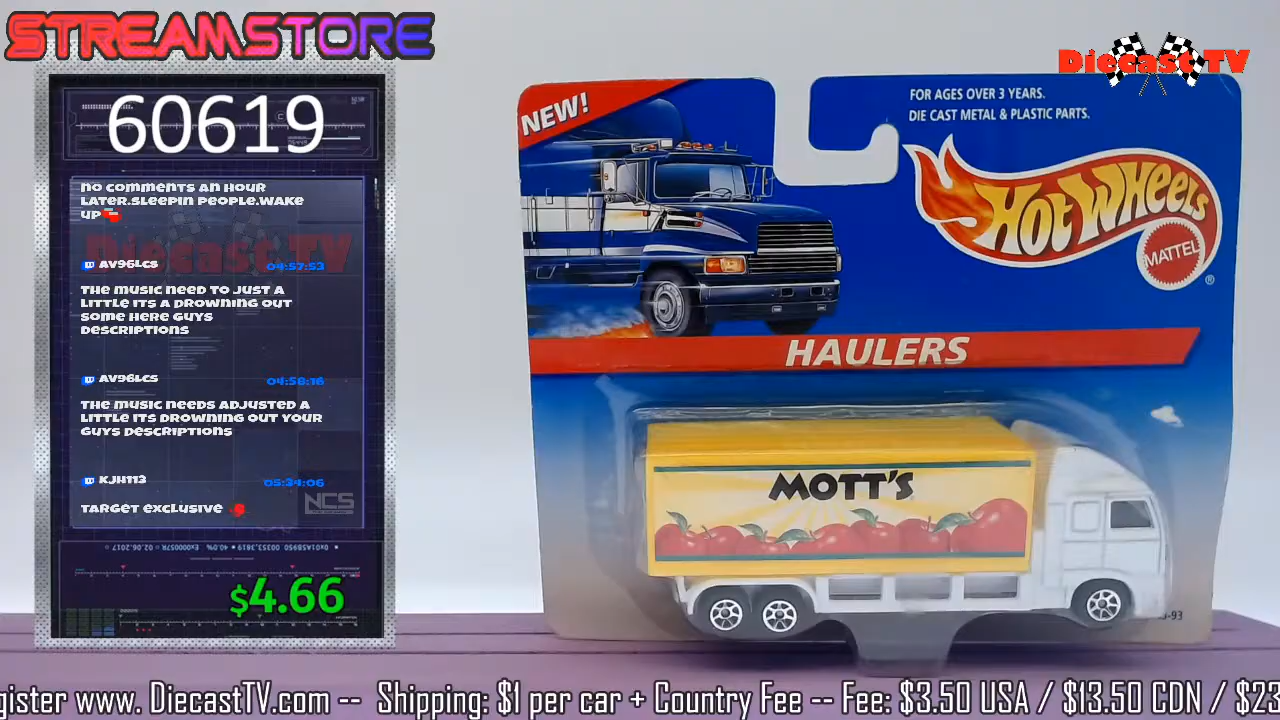 STREAMSTORE
60619
NO COMMENTS AN HOUR
LATER.SLEEPIN PEOPLE.WAKE
UP
AV96LCS 04:57:53
THE MUSIC NEED TO JUST A
LITTLE ITS A DROWNING OUT
SOME HERE GUYS
DESCRIPTIONS
AV96LCS 04:58:16
THE MUSIC NEEDS ADJUSTED A
LITTLE ITS DROWNING OUT YOUR
GUYS DESCRIPTIONS
KJH113 05:34:06
TARGET EXCLUSIVE
NCS
$4.66
Diecast TV
NEW!
FOR AGES OVER 3 YEARS.
DIE CAST METAL & PLASTIC PARTS.
HOT WHEELS
MATTEL
®
HAULERS
MOTT'S
-93
gister www. DiecastTV.com -- Shipping: $1 per car + Country Fee -- Fee: $3.50 USA / $13.50 CDN / $23